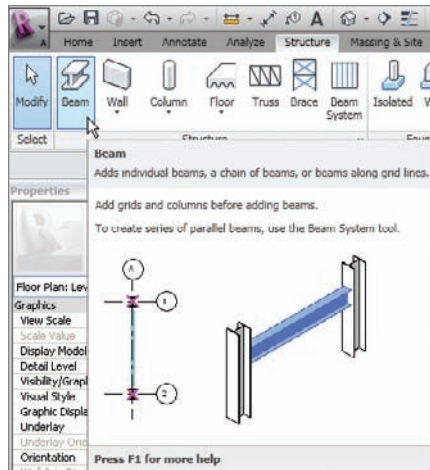 A
Home Insert Annotate Analyze Structure Massing & Site
Modify Beam Wall Column Floor Truss Brace Beam System Isolated
Select Structure
Beam
Adds individual beams, a chain of beams, or beams along grid lines.
Properties
Add grids and columns before adding beams.
To create series of parallel beams, use the Beam System tool.
A
Floor Plan: Lev
Graphics
1
View Scale
Scale Value
Display Model
Detail Level
Visibility/Grap
Visual Style
Graphic Displa
2
Underlay
Underlay Orie
Orientation
Press F1 for more help